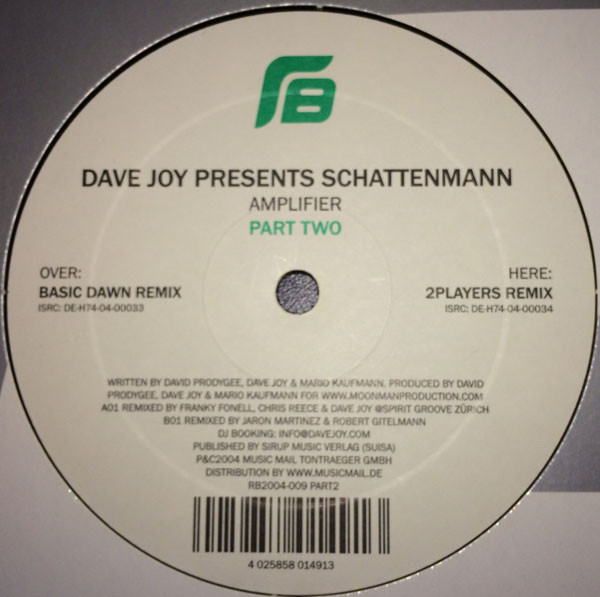 RB
DAVE JOY PRESENTS SCHATTENMANN
AMPLIFIER
PART TWO
OVER:
BASIC DAWN REMIX
ISRC: DE-H74-04-00033
HERE:
2PLAYERS REMIX
ISRC: DE-H74-04-00034
WRITTEN BY DAVID PRODYGEE, DAVE JOY & MARIO KAUFMANN, PRODUCED BY DAVID
PRODYGEE, DAVE JOY & MARIO KAUFMANN FOR WWW.MOONMANPRODUCTION.COM
A01 REMIXED BY FRANKY FONELL, CHRIS REECE & DAVE JOY @SPIRIT GROOVE ZÜRICH
B01 REMIXED BY JARON MARTINEZ & ROBERT GITELMANN
DJ BOOKING: INFO@DAVEJOY.COM
PUBLISHED BY SIRUP MUSIC VERLAG (SUISA)
P&C2004 MUSIC MAIL TONTRAEGER GMBH
DISTRIBUTION BY WWW.MUSICMAIL.DE
RB2004-009 PART2
4 025858 014913